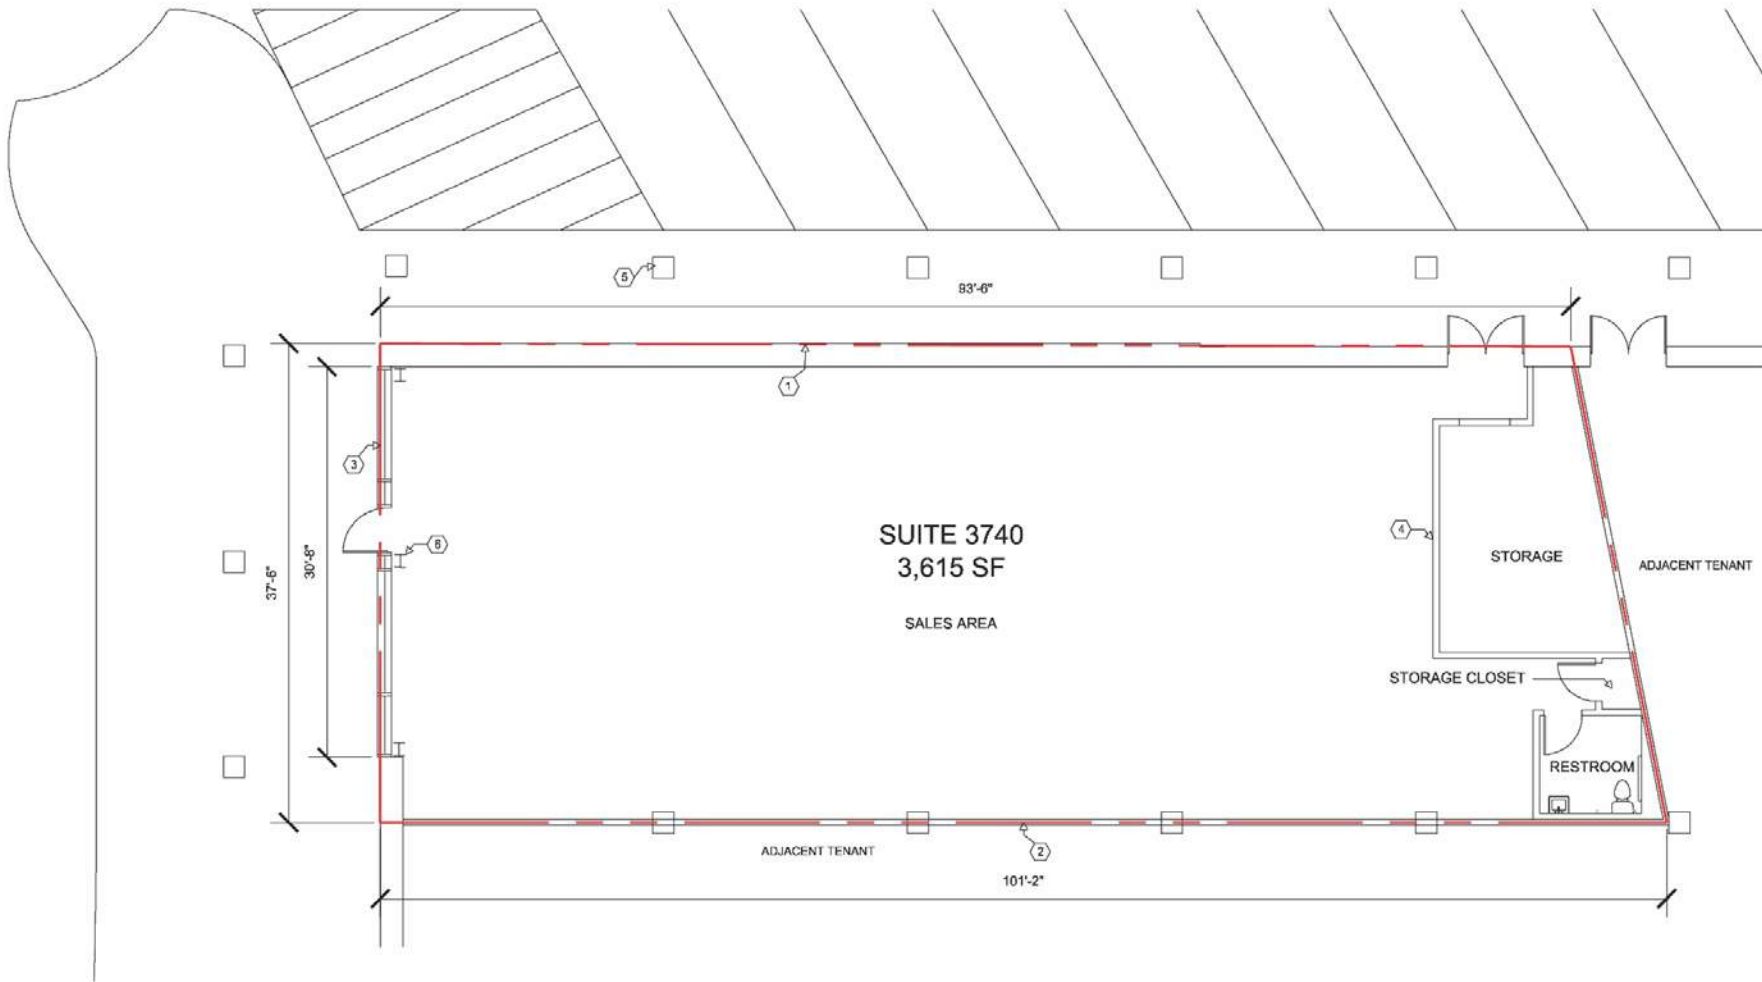 5
93'-6"
1
3
6
37'-6"
30'-8"
SUITE 3740
3,615 SF
SALES AREA
4
STORAGE
ADJACENT TENANT
STORAGE CLOSET
RESTROOM
ADJACENT TENANT
2
101'-2"